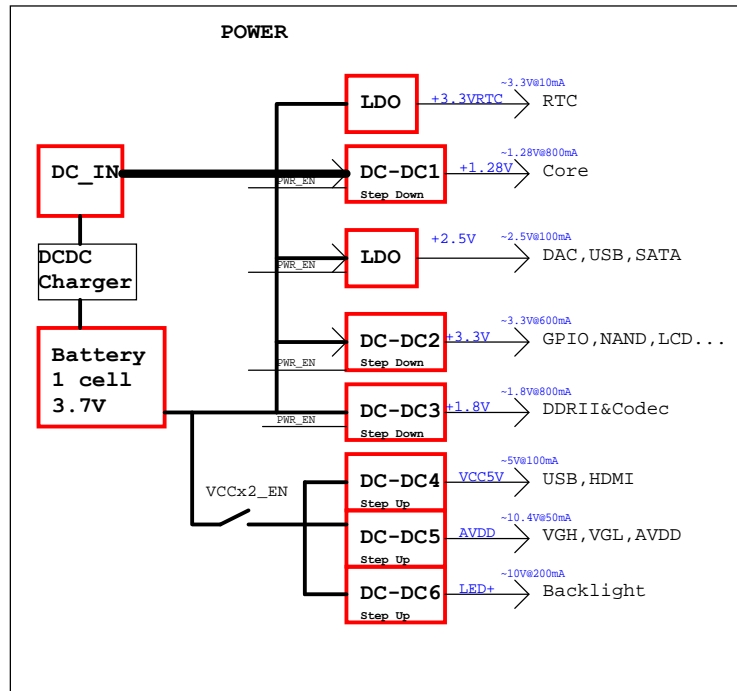 POWER
~3.3V@10mA
LDO
+3.3VRTC
RTC
~1.28V@800mA
DC_IN
DC-DC1
+1.28V
Core
PWR_EN
Step Down
DCDC
Charger
+2.5V
~2.5V@100mA
LDO
DAC,USB,SATA
PWR_EN
~3.3V@600mA
Battery
1 cell
3.7V
DC-DC2
+3.3V
GPIO,NAND,LCD...
PWR_EN
Step Down
~1.8V@800mA
DC-DC3
+1.8V
DDRII&Codec
PWR_EN
Step Down
~5V@100mA
VCCx2_EN
DC-DC4
VCC5V
USB,HDMI
Step Up
~10.4V@50mA
DC-DC5
AVDD
VGH,VGL,AVDD
Step Up
~10V@200mA
DC-DC6
LED+
Backlight
Step Up